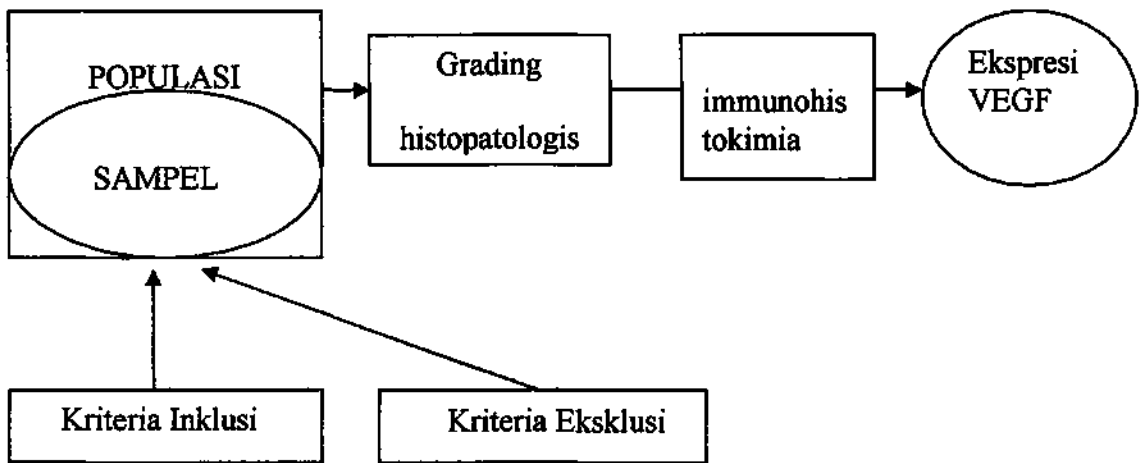 POPULASI
SAMPEL
Grading
histopatologis
immunohis
tokimia
Ekspresi
VEGF
Kriteria Inklusi
Kriteria Eksklusi